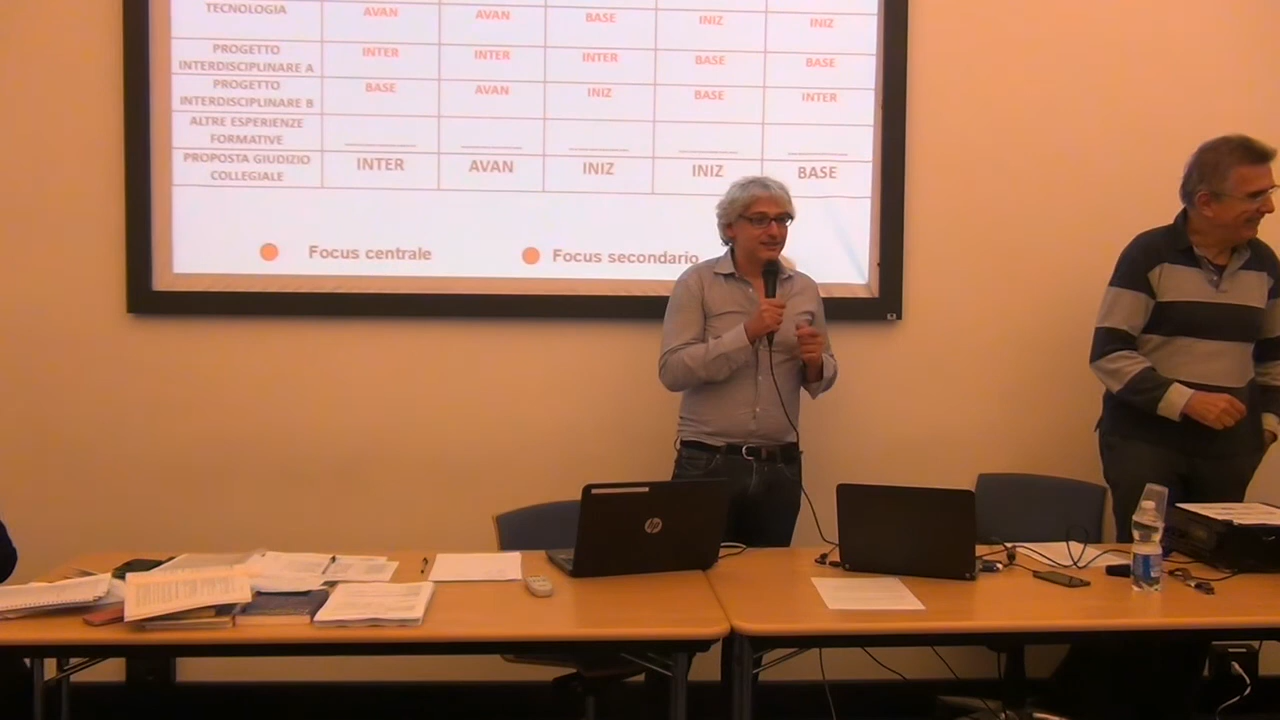 TECNOLOGIA AVAN AVAN BASE INIZ INIZ
PROGETTO
INTERDISCIPLINARE A INTER INTER INTER BASE BASE
PROGETTO
INTERDISCIPLINARE B BASE AVAN INIZ BASE INTER
ALTRE ESPERIENZE
FORMATIVE
PROPOSTA GIUDIZIO
COLLEGIALE INTER AVAN INIZ INIZ BASE
Focus centrale Focus secondario
hp